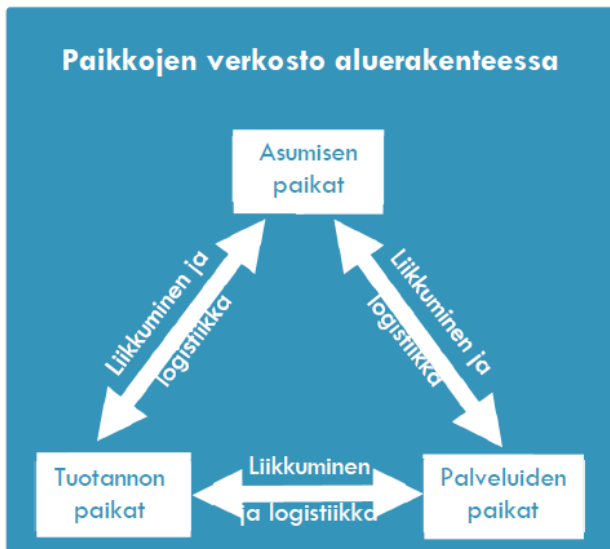 Paikkojen verkosto aluerakenteessa
Asumisen
paikat
Liikkuminen ja
logistiikka
Liikkuminen ja
logistiikka
Tuotannon
paikat
Liikkuminen
ja logistiikka
Palveluiden
paikat